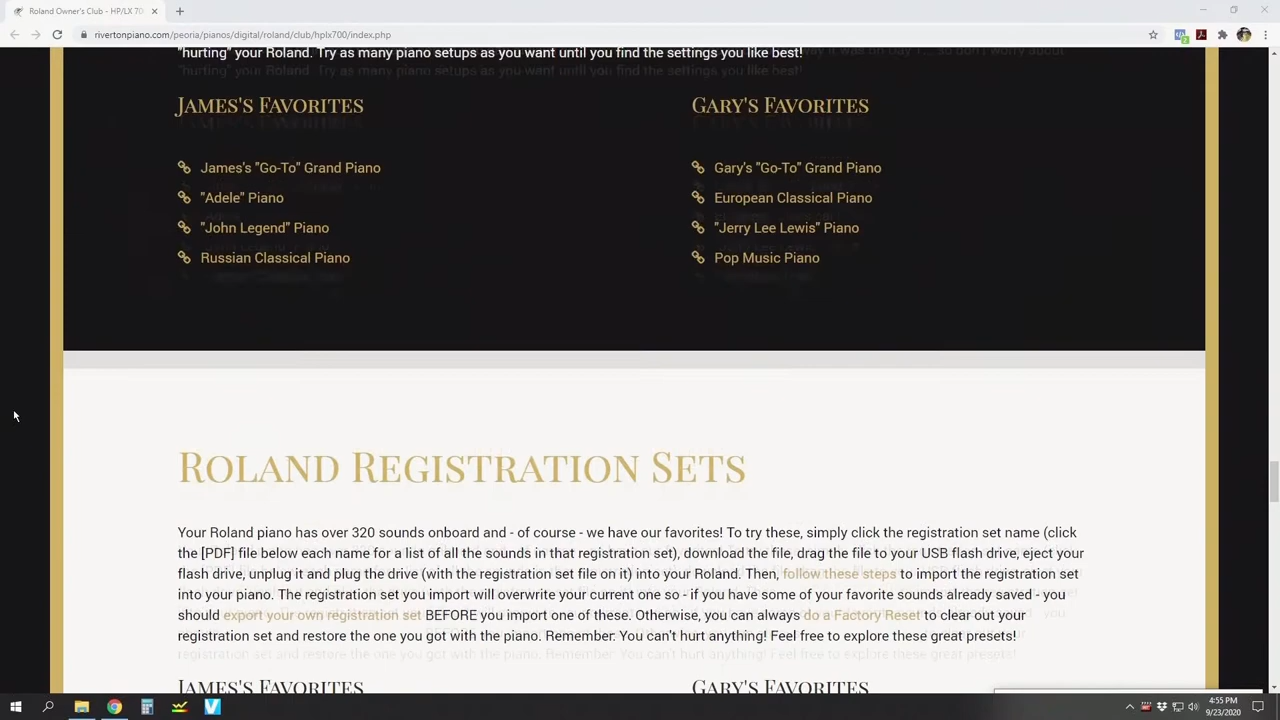 Roland Owner's Club - HP/LX 70
rivertonpiano.com/peoria/pianos/digital/roland/club/hplx700/index.php
"hurting" your Roland. Try as many piano setups as you want until you find the settings you like best!
James's Favorites
Gary's Favorites
James's "Go-To" Grand Piano
Gary's "Go-To" Grand Piano
"Adele" Piano
European Classical Piano
"John Legend" Piano
"Jerry Lee Lewis" Piano
Russian Classical Piano
Pop Music Piano
Roland Registration Sets
Your Roland piano has over 320 sounds onboard and - of course - we have our favorites! To try these, simply click the registration set name (click
the [PDF] file below each name for a list of all the sounds in that registration set), download the file, drag the file to your USB flash drive, eject your
flash drive, unplug it and plug the drive (with the registration set file on it) into your Roland. Then, follow these steps to import the registration set
into your piano. The registration set you import will overwrite your current one so - if you have some of your favorite sounds already saved - you
should export your own registration set BEFORE you import one of these. Otherwise, you can always do a Factory Reset to clear out your
registration set and restore the one you got with the piano. Remember: You can't hurt anything! Feel free to explore these great presets!
James's Favorites
Gary's Favorites
4:55 PM
9/23/2020